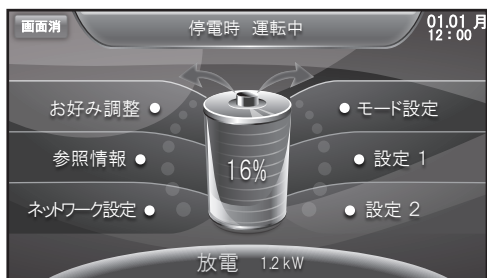 画面消
停電時 運転中
01.01 月
12:00
お好み調整
モード設定
参照情報
設定 1
16%
ネットワーク設定
設定 2
放電 1.2kW